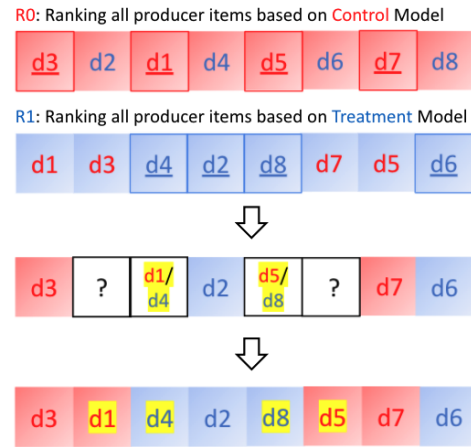 R0: Ranking all producer items based on Control Model
d3 d2 d1 d4 d5 d6 d7 d8
R1: Ranking all producer items based on Treatment Model
d1 d3 d4 d2 d8 d7 d5 d6
d3 ? d1/ d4 d2 d5/ d8 ? d7 d6
d3 d1 d4 d2 d8 d5 d7 d6